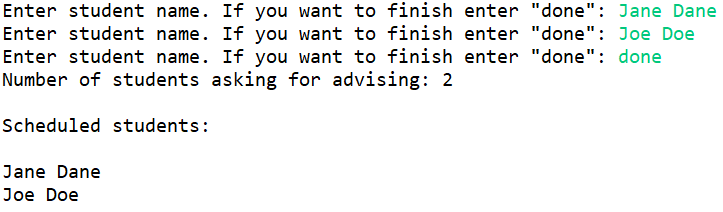 Enter student name. If you want to finish enter "done": Jane Dane
Enter student name. If you want to finish enter "done": Joe Doe
Enter student name. If you want to finish enter "done": done
Number of students asking for advising: 2
Scheduled students:
Jane Dane
Joe Doe